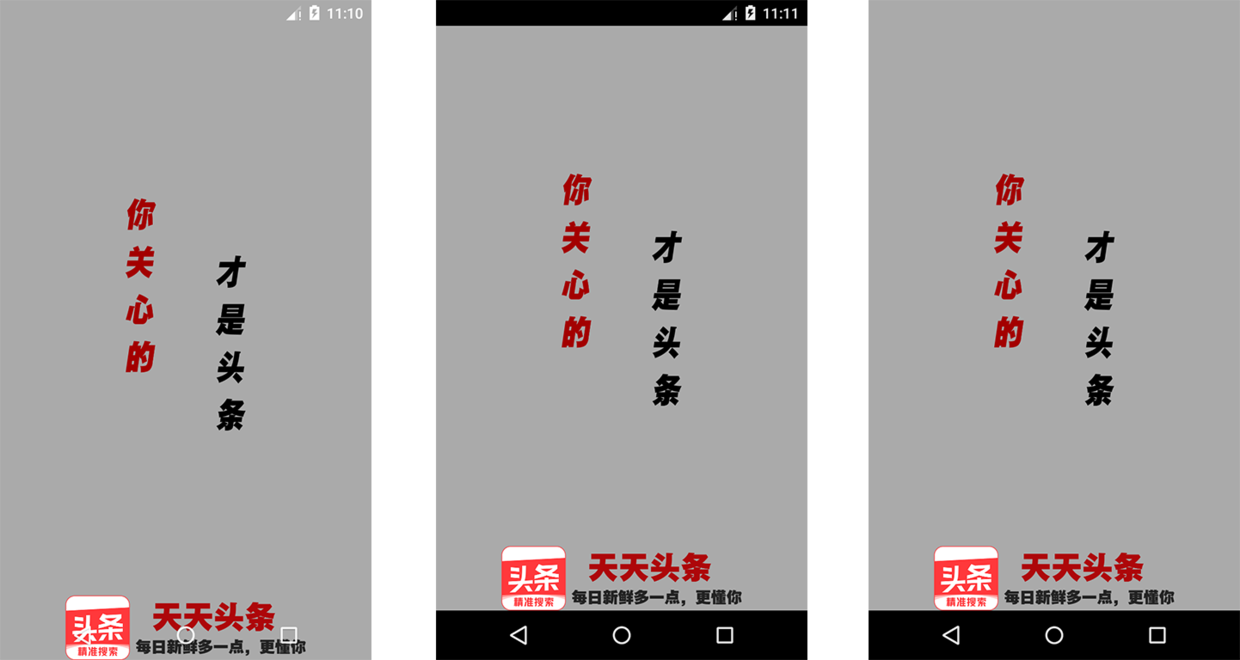 11:10
你关心的
才是头条
头条
精准搜索
天天头条
每日新鲜多一点，更懂你
11:11
你关心的
才是头条
头条
精准搜索
天天头条
每日新鲜多一点，更懂你
你关心的
才是头条
头条
精准搜索
天天头条
每日新鲜多一点，更懂你